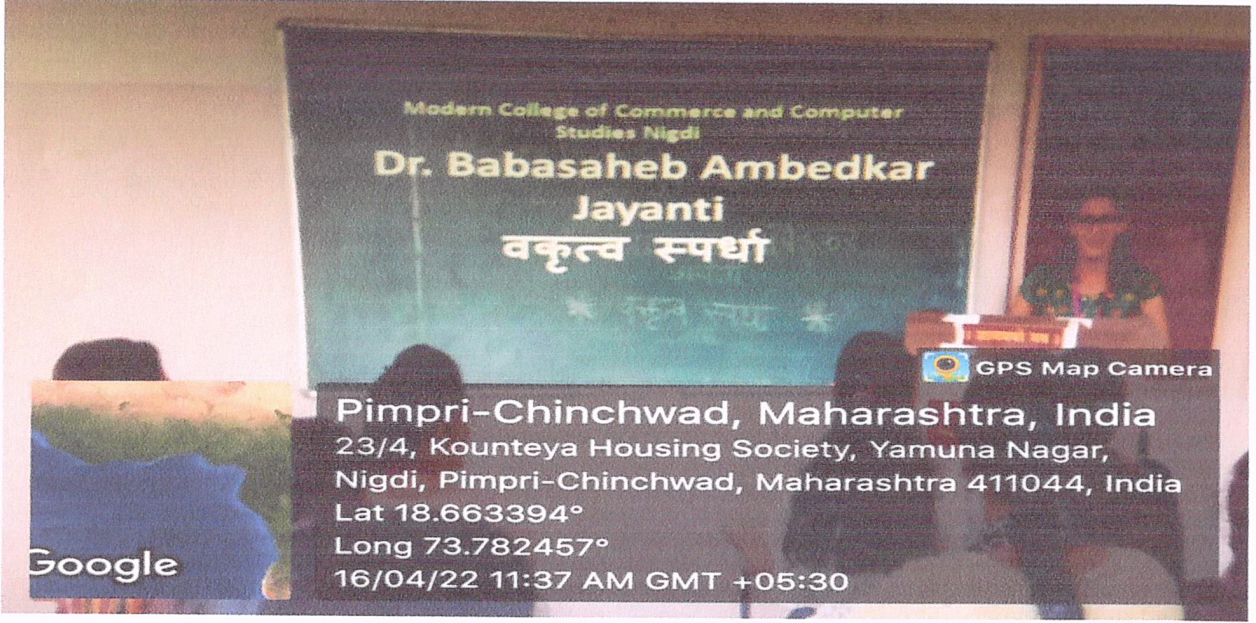 Modern College of Commerce and Computer
Studies Nigdi
Dr. Babasaheb Ambedkar
Jayanti
वकृत्व स्पर्धा
GPS Map Camera
Pimpri-Chinchwad, Maharashtra, India
23/4, Kounteya Housing Society, Yamuna Nagar,
Nigdi, Pimpri-Chinchwad, Maharashtra 411044, India
Lat 18.663394°
Long 73.782457°
16/04/22 11:37 AM GMT +05:30
Google